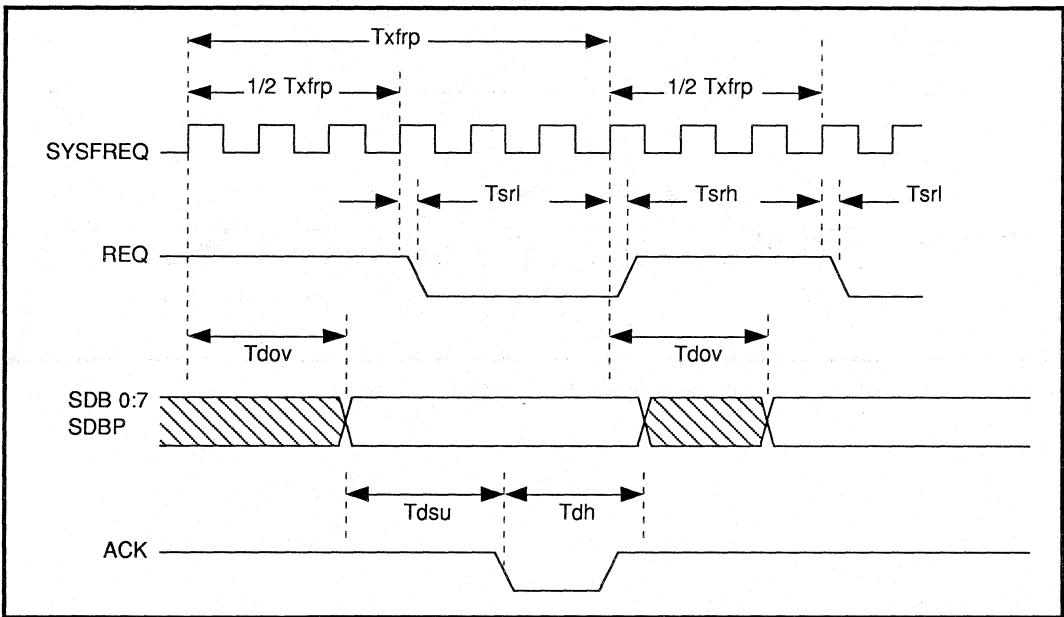 Txfrp
1/2 Txfrp 1/2 Txfrp
SYSFREQ
Tsrl Tsrh Tsrl
REQ
Tdov Tdov
SDB 0:7
SDBP
Tdsu Tdh
ACK